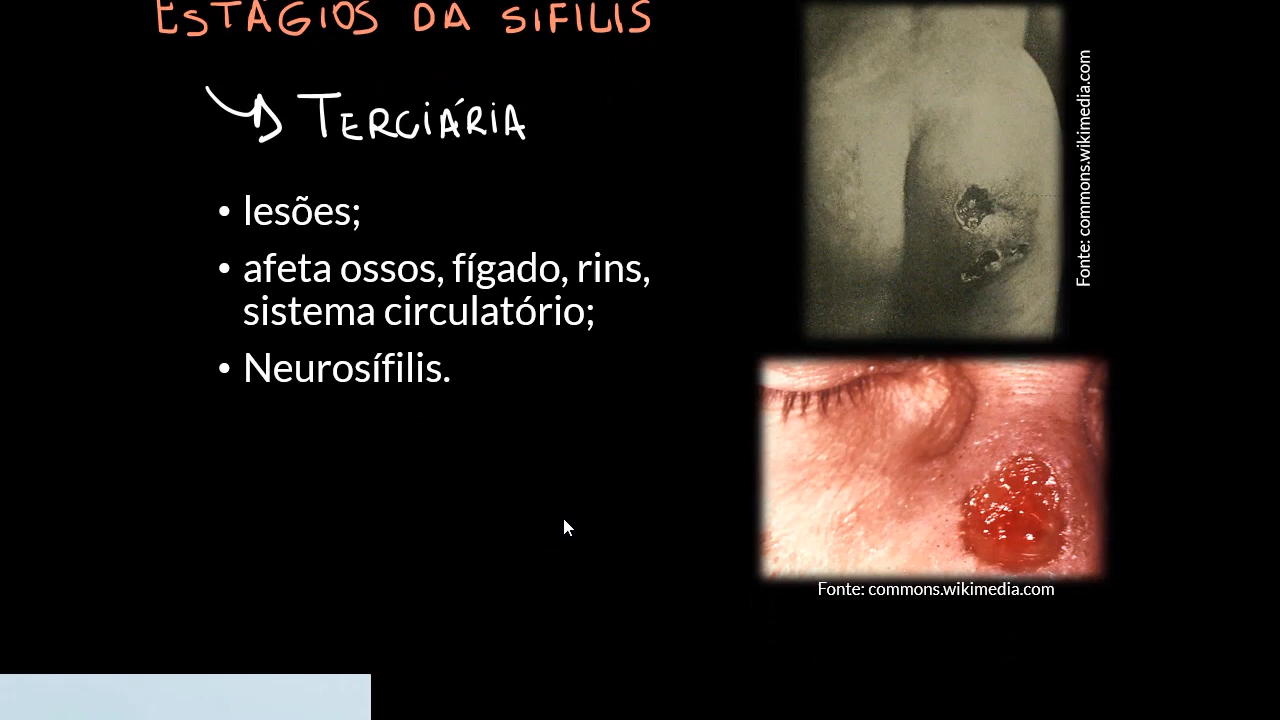 ESTÁGIOS DA SÍFILIS
TERCIÁRIA
• lesões;
• afeta ossos, fígado, rins,
sistema circulatório;
• Neurosífilis.
Fonte: commons.wikimedia.com
Fonte: commons.wikimedia.com